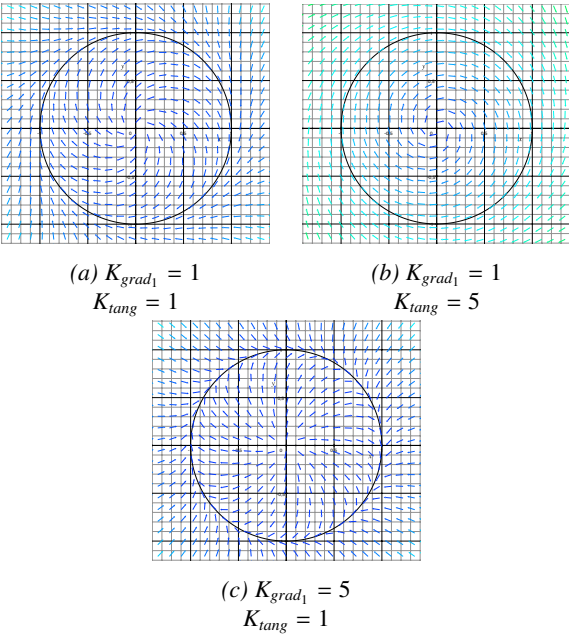 (a) K_grad₁ = 1
K_tang = 1
(b) K_grad₁ = 1
K_tang = 5
(c) K_grad₁ = 5
K_tang = 1